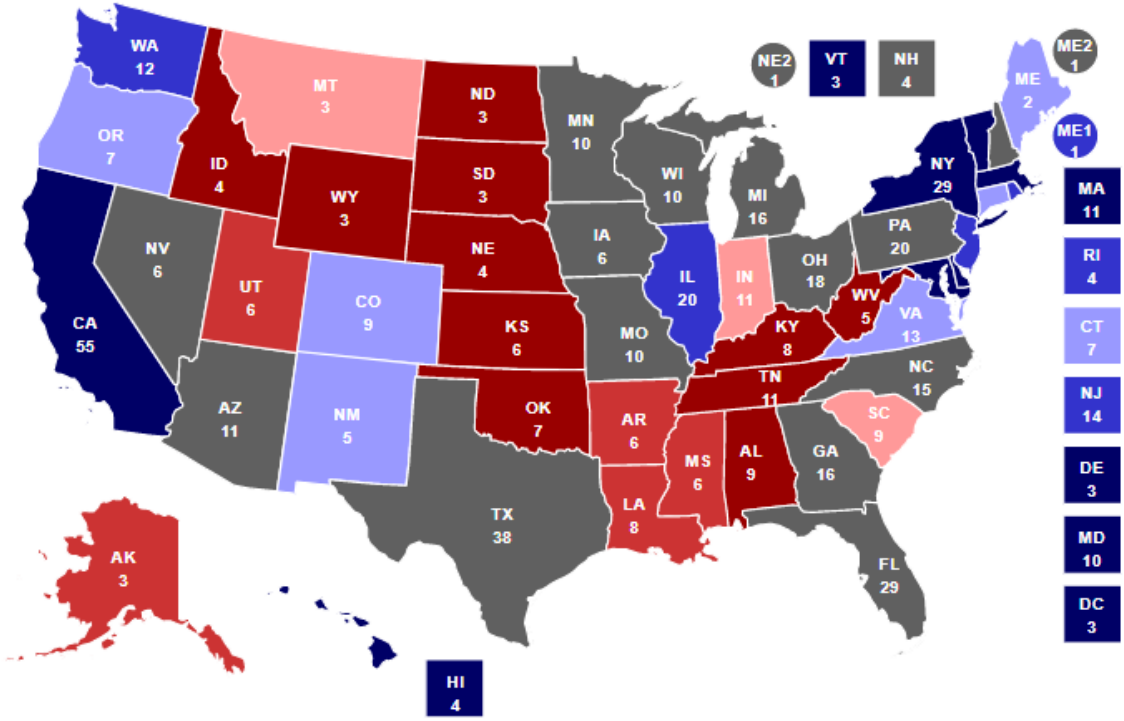 WA
12
OR
7
CA
55
NV
6
ID
4
MT
3
WY
3
UT
6
AZ
11
CO
9
NM
5
ND
3
SD
3
NE
4
KS
6
OK
7
TX
38
MN
10
IA
6
MO
10
AR
6
LA
8
WI
10
IL
20
MS
6
MI
16
IN
11
KY
8
TN
11
AL
9
OH
18
WV
5
GA
16
FL
29
SC
9
NC
15
VA
13
PA
20
NY
29
NE2
1
VT
3
NH
4
ME
2
ME2
1
ME1
1
MA
11
RI
4
CT
7
NJ
14
DE
3
MD
10
DC
3
AK
3
HI
4